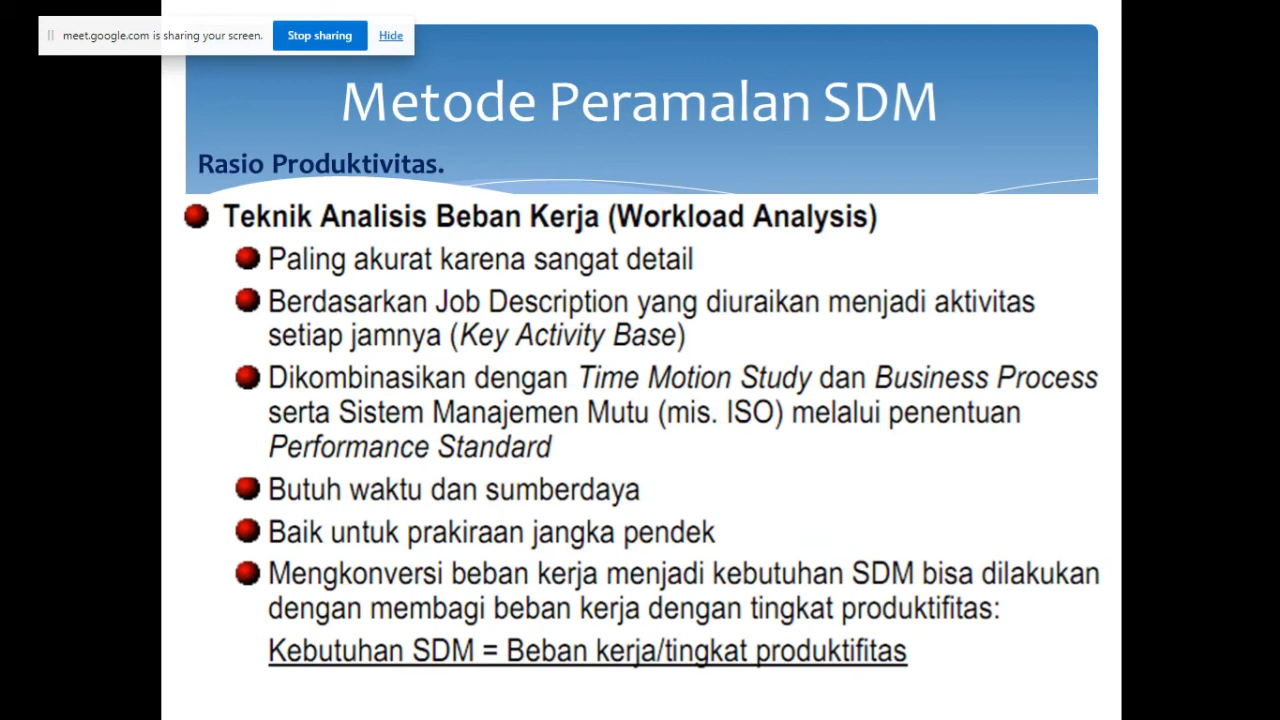 meet.google.com is sharing your screen. Stop sharing Hide
Metode Peramalan SDM
Rasio Produktivitas.
Teknik Analisis Beban Kerja (Workload Analysis)
Paling akurat karena sangat detail
Berdasarkan Job Description yang diuraikan menjadi aktivitas
setiap jamnya (Key Activity Base)
Dikombinasikan dengan Time Motion Study dan Business Process
serta Sistem Manajemen Mutu (mis. ISO) melalui penentuan
Performance Standard
Butuh waktu dan sumberdaya
Baik untuk prakiraan jangka pendek
Mengkonversi beban kerja menjadi kebutuhan SDM bisa dilakukan
dengan membagi beban kerja dengan tingkat produktifitas:
Kebutuhan SDM = Beban kerja/tingkat produktifitas